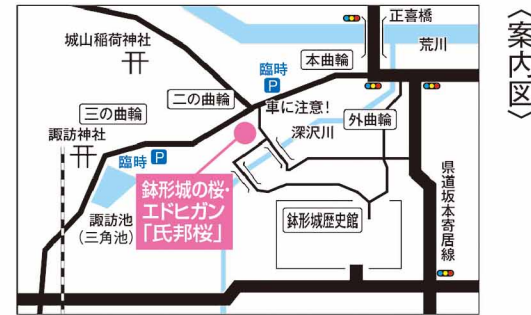 〈案内図〉
正喜橋
荒川
城山稲荷神社
本曲輪
臨時
P
二の曲輪
車に注意！
三の曲輪
外曲輪
深沢川
諏訪神社
臨時 P
鉢形城の桜・
エドヒガン
「氏邦桜」
県道坂本寄居線
諏訪池
（三角池）
鉢形城歴史館